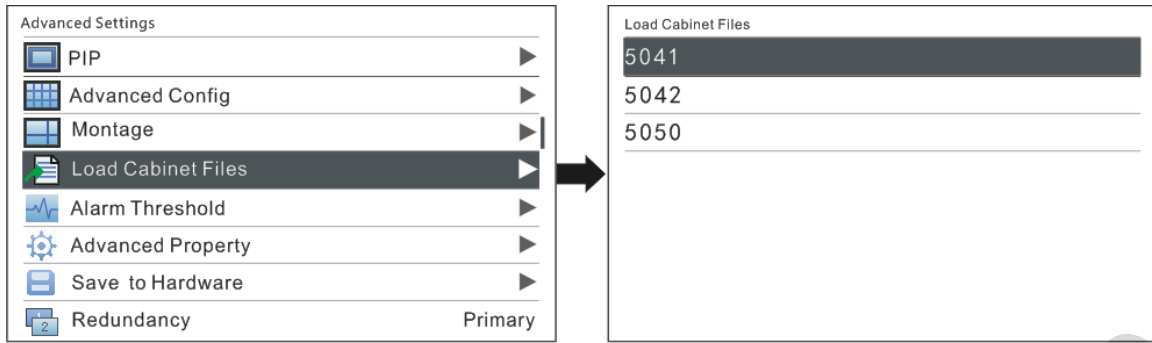 Advanced Settings
PIP
Advanced Config
Montage
Load Cabinet Files
Alarm Threshold
Advanced Property
Save to Hardware
2
Redundancy Primary
Load Cabinet Files
5041
5042
5050